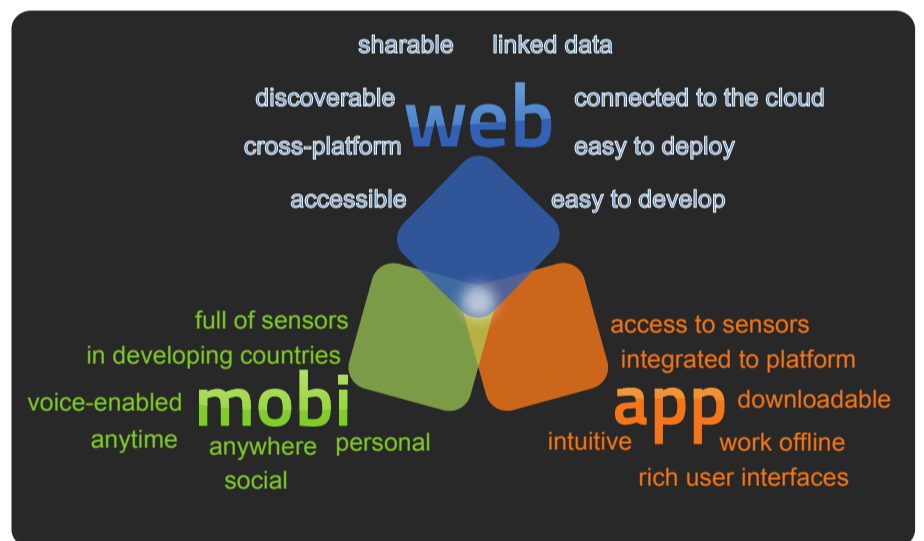 sharable linked data
discoverable web connected to the cloud
cross-platform easy to deploy
accessible easy to develop
full of sensors
in developing countries
mobi
voice-enabled
anytime
anywhere
personal
social
access to sensors
integrated to platform
app
downloadable
intuitive
work offline
rich user interfaces